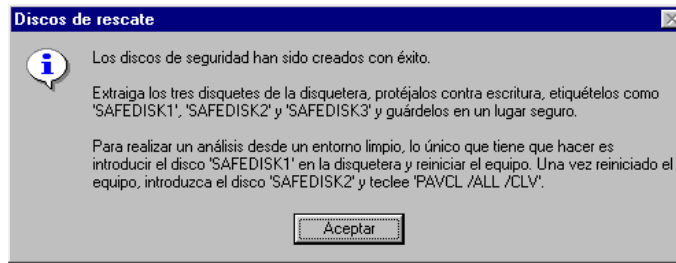 Discos de rescate
Los discos de seguridad han sido creados con éxito.
Extraiga los tres disquetes de la disquetera, protéjalos contra escritura, etiquételos como
'SAFEDISK1', 'SAFEDISK2' y 'SAFEDISK3' y guárdelos en un lugar seguro.
Para realizar un análisis desde un entorno limpio, lo único que tiene que hacer es
introducir el disco 'SAFEDISK1' en la disquetera y reiniciar el equipo. Una vez reiniciado el
equipo, introduzca el disco 'SAFEDISK2' y teclee 'PAVCL /ALL /CLV'.
Aceptar